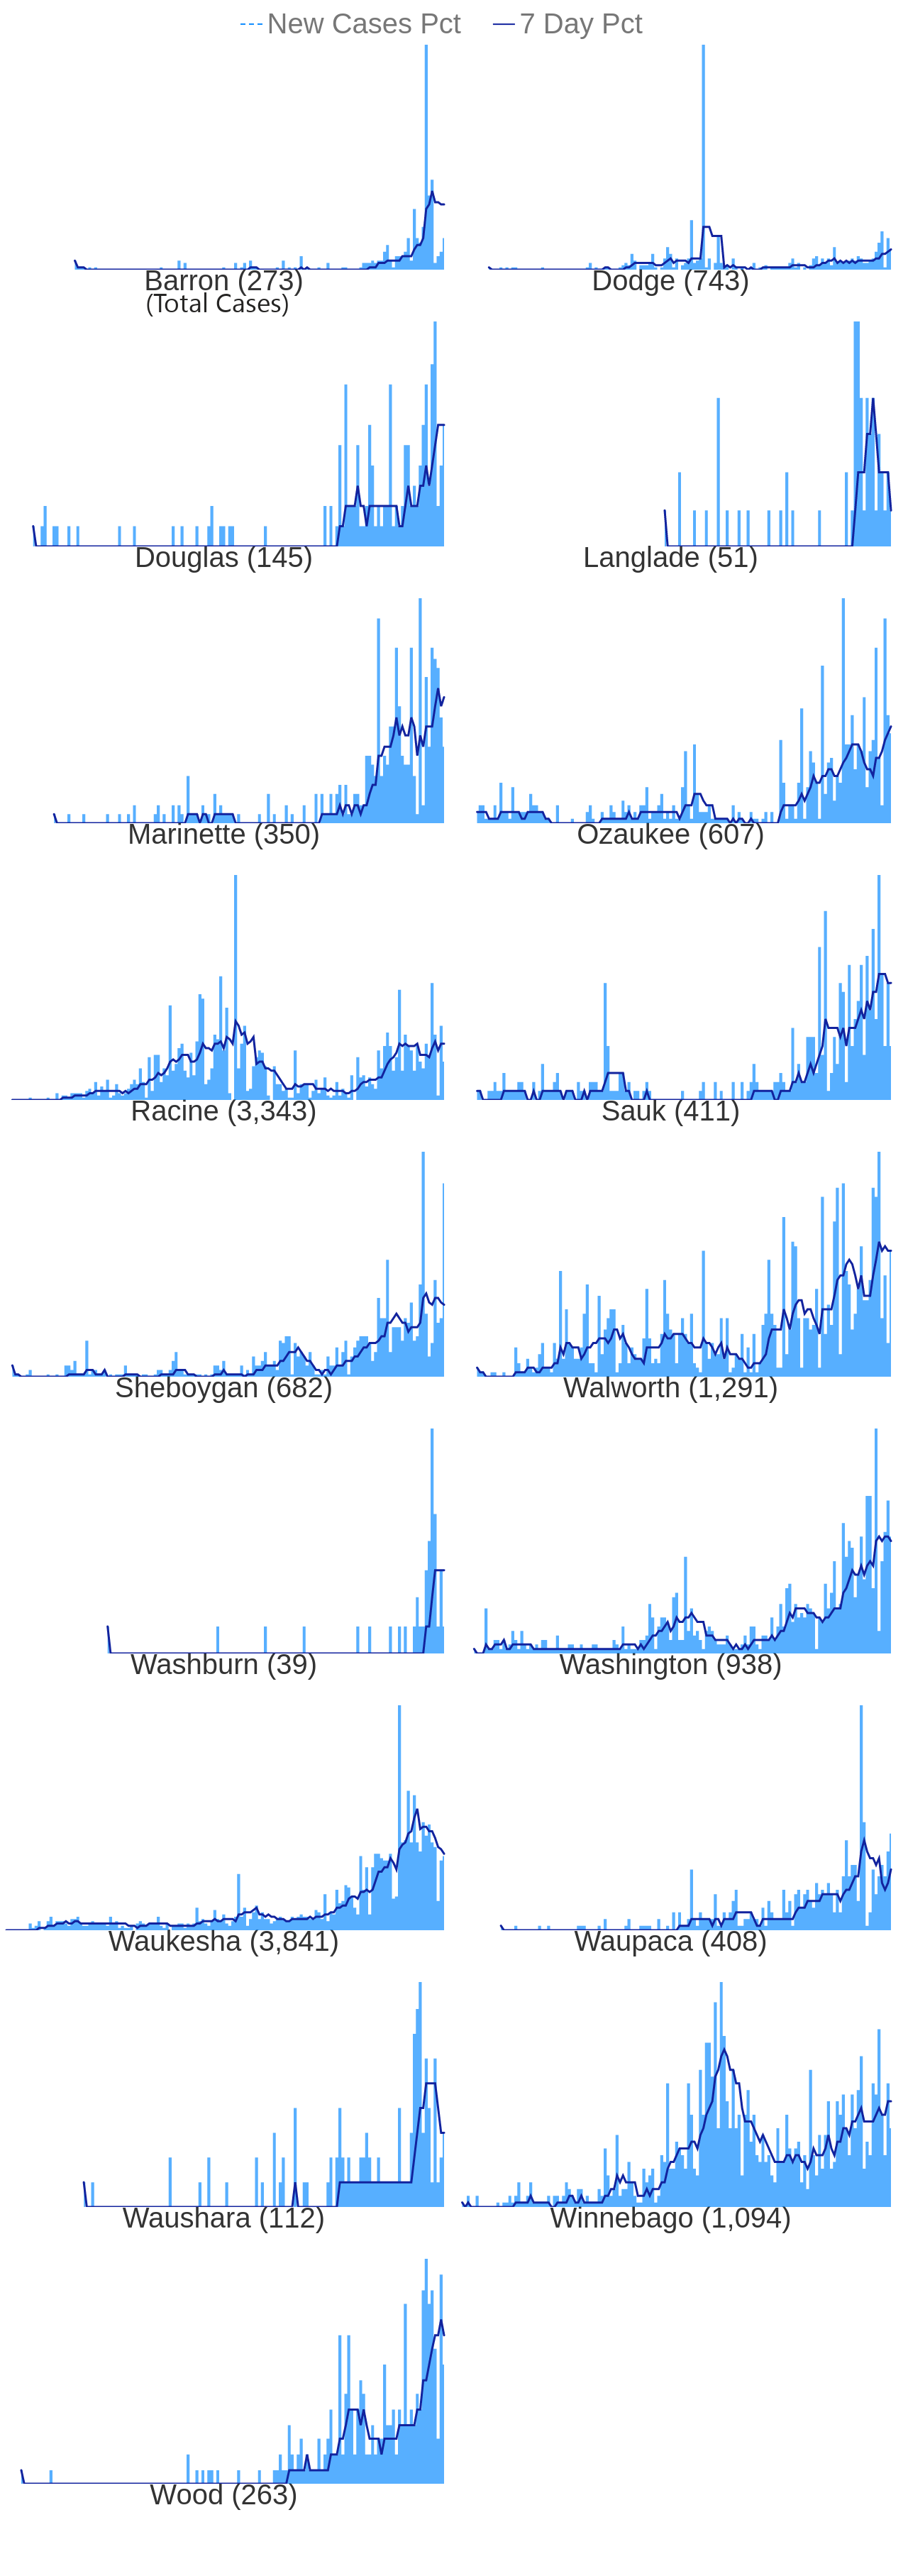 New Cases Pct 7 Day Pct
Barron (273) Dodge (743)
(Total Cases)
Douglas (145) Langlade (51)
Marinette (350) Ozaukee (607)
Racine (3,343) Sauk (411)
Sheboygan (682) Walworth (1,291)
Washburn (39) Washington (938)
Waukesha (3,841) Waupaca (408)
Waushara (112) Winnebago (1,094)
Wood (263)